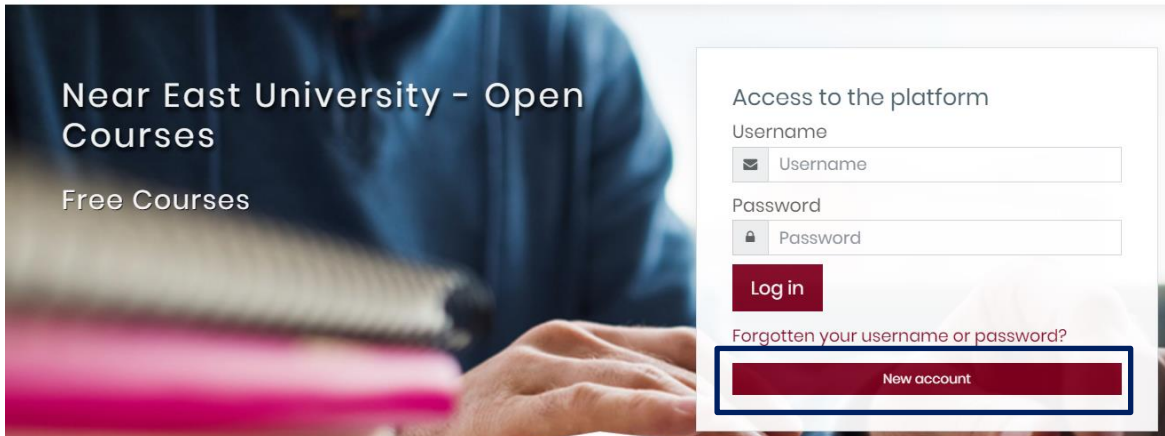 Near East University - Open
Courses
Free Courses
Access to the platform
Username
Username
Password
Password
Log in
Forgotten your username or password?
New account